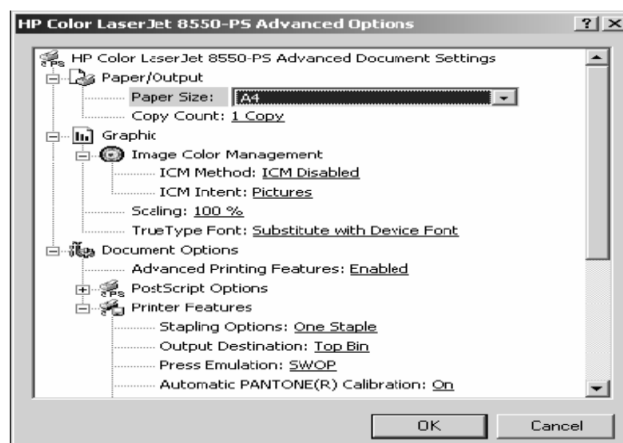 HP Color LaserJet 8550-PS Advanced Options
HP Color LaserJet 8550-PS Advanced Document Settings
Paper/Output
Paper Size: A4
Copy Count: 1 Copy
Graphic
Image Color Management
ICM Method: ICM Disabled
ICM Intent: Pictures
Scaling: 100 %
TrueType Font: Substitute with Device Font
Document Options
Advanced Printing Features: Enabled
PostScript Options
Printer Features
Stapling Options: One Staple
Output Destination: Top Bin
Press Emulation: SWOP
Automatic PANTONE(R) Calibration: On
OK Cancel